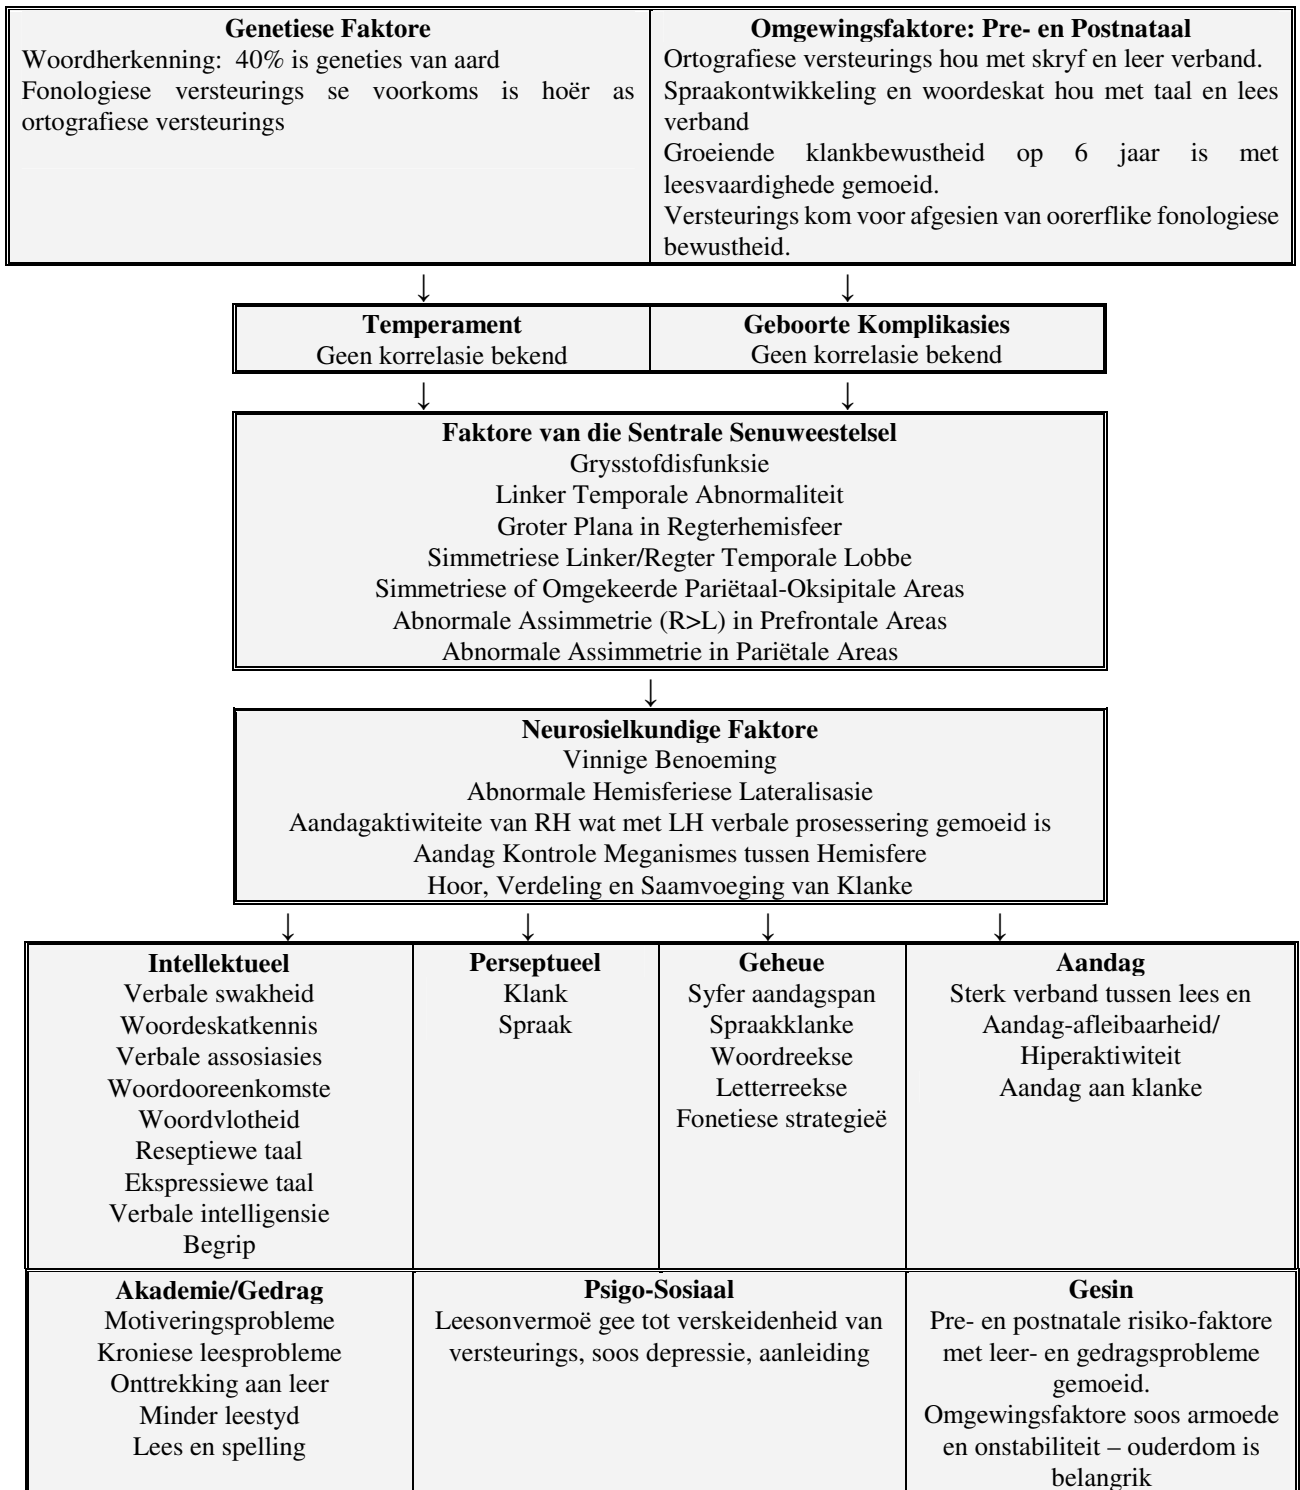 Genetiese Faktore
Woordherkenning: 40% is geneties van aard
Fonologiese versteurings se voorkoms is hoër as
ortografiese versteurings
Omgewingsfaktore: Pre- en Postnataal
Ortografiese versteurings hou met skryf en leer verband.
Spraakontwikkeling en woordeskat hou met taal en lees
verband
Groeiende klankbewustheid op 6 jaar is met
leesvaardighede gemoeid.
Versteurings kom voor afgesien van oorerflike fonologiese
bewustheid.
↓ ↓
Temperament
Geen korrelasie bekend
Geboorte Komplikasies
Geen korrelasie bekend
↓ ↓
Faktore van die Sentrale Senuweestelsel
Grysstofdisfunksie
Linker Temporale Abnormaliteit
Groter Plana in Regterhemisfeer
Simmetriese Linker/Regter Temporale Lobbe
Simmetriese of Omgekeerde Pariëtaal-Oksipitale Areas
Abnormale Assimmetrie (R>L) in Prefrontale Areas
Abnormale Assimmetrie in Pariëtale Areas
↓
Neurosielkundige Faktore
Vinnige Benoeming
Abnormale Hemisferiese Lateralisasie
Aandagaktiwiteite van RH wat met LH verbale prosessering gemoeid is
Aandag Kontrole Meganismes tussen Hemisfere
Hoor, Verdeling en Saamvoeging van Klanke
↓ ↓ ↓ ↓
Intellektueel
Verbale swakheid
Woordeskatkennis
Verbale assosiasies
Woordooreenkomste
Woordvlotheid
Reseptiewe taal
Ekspressiewe taal
Verbale intelligensie
Begrip
Perseptueel
Klank
Spraak
Geheue
Syfer aandagspan
Spraakklanke
Woordreekse
Letterreekse
Fonetiese strategieë
Aandag
Sterk verband tussen lees en
Aandag-afleibaarheid/
Hiperaktiwiteit
Aandag aan klanke
Akademie/Gedrag
Motiveringsprobleme
Kroniese leesprobleme
Onttrekking aan leer
Minder leestyd
Lees en spelling
Psigo-Sosiaal
Leesonvermoë gee tot verskeidenheid van
versteurings, soos depressie, aanleiding
Gesin
Pre- en postnatale risiko-faktore
met leer- en gedragsprobleme
gemoeid.
Omgewingsfaktore soos armoede
en onstabiliteit – ouderdom is
belangrik